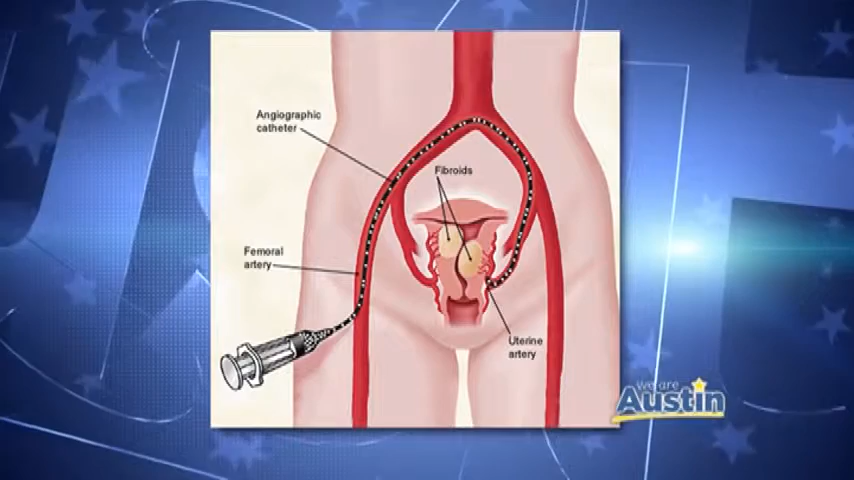 Angiographic
catheter
Fibroids
Femoral
artery
Uterine
artery
we are
Austin